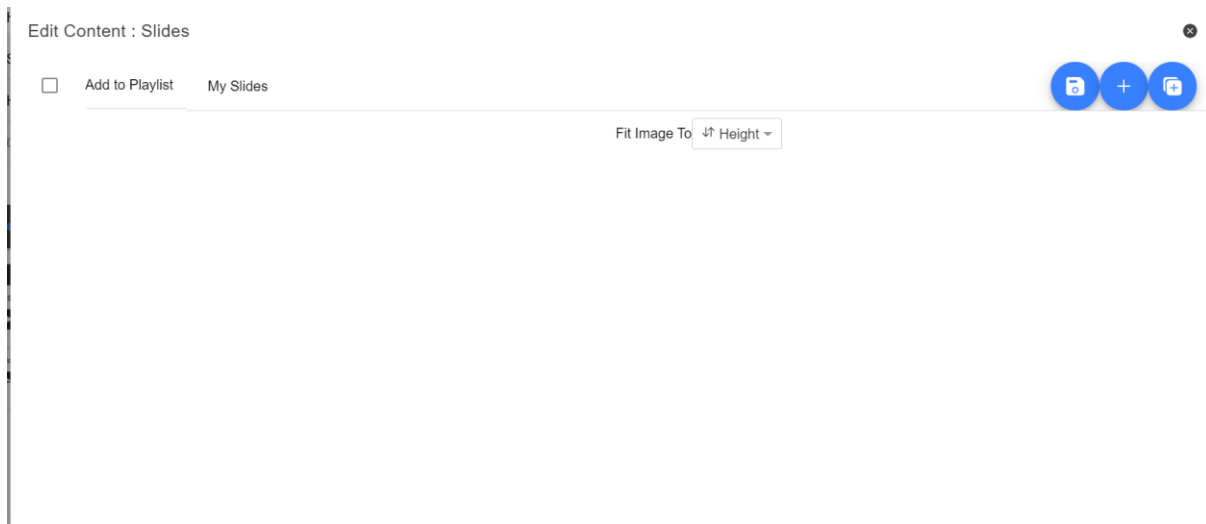 Edit Content : Slides
Add to Playlist
My Slides
Fit Image To
Height